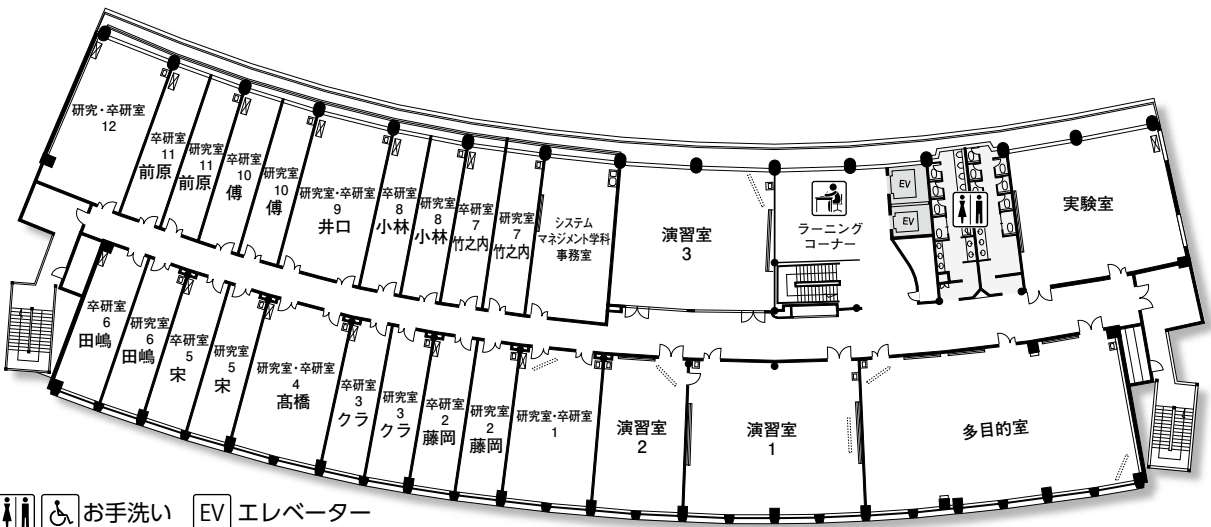 研究・卒研室
12
卒研室
11
前原
研究室
11
前原
卒研室
10
傅
研究室
10
傅
研究室・卒研室
9
井口
卒研室
8
小林
研究室
8
小林
卒研室
7
竹之内
研究室
7
竹之内
システム
マネジメント学科
事務室
演習室
3
ラーニング
コーナー
EV
EV
実験室
卒研室
6
田嶋
研究室
6
田嶋
卒研室
5
宋
研究室
5
宋
研究室・卒研室
4
髙橋
卒研室
3
クラ
研究室
3
クラ
卒研室
2
藤岡
研究室
2
藤岡
研究室・卒研室
1
演習室
2
演習室
1
多目的室
お手洗い EV エレベーター